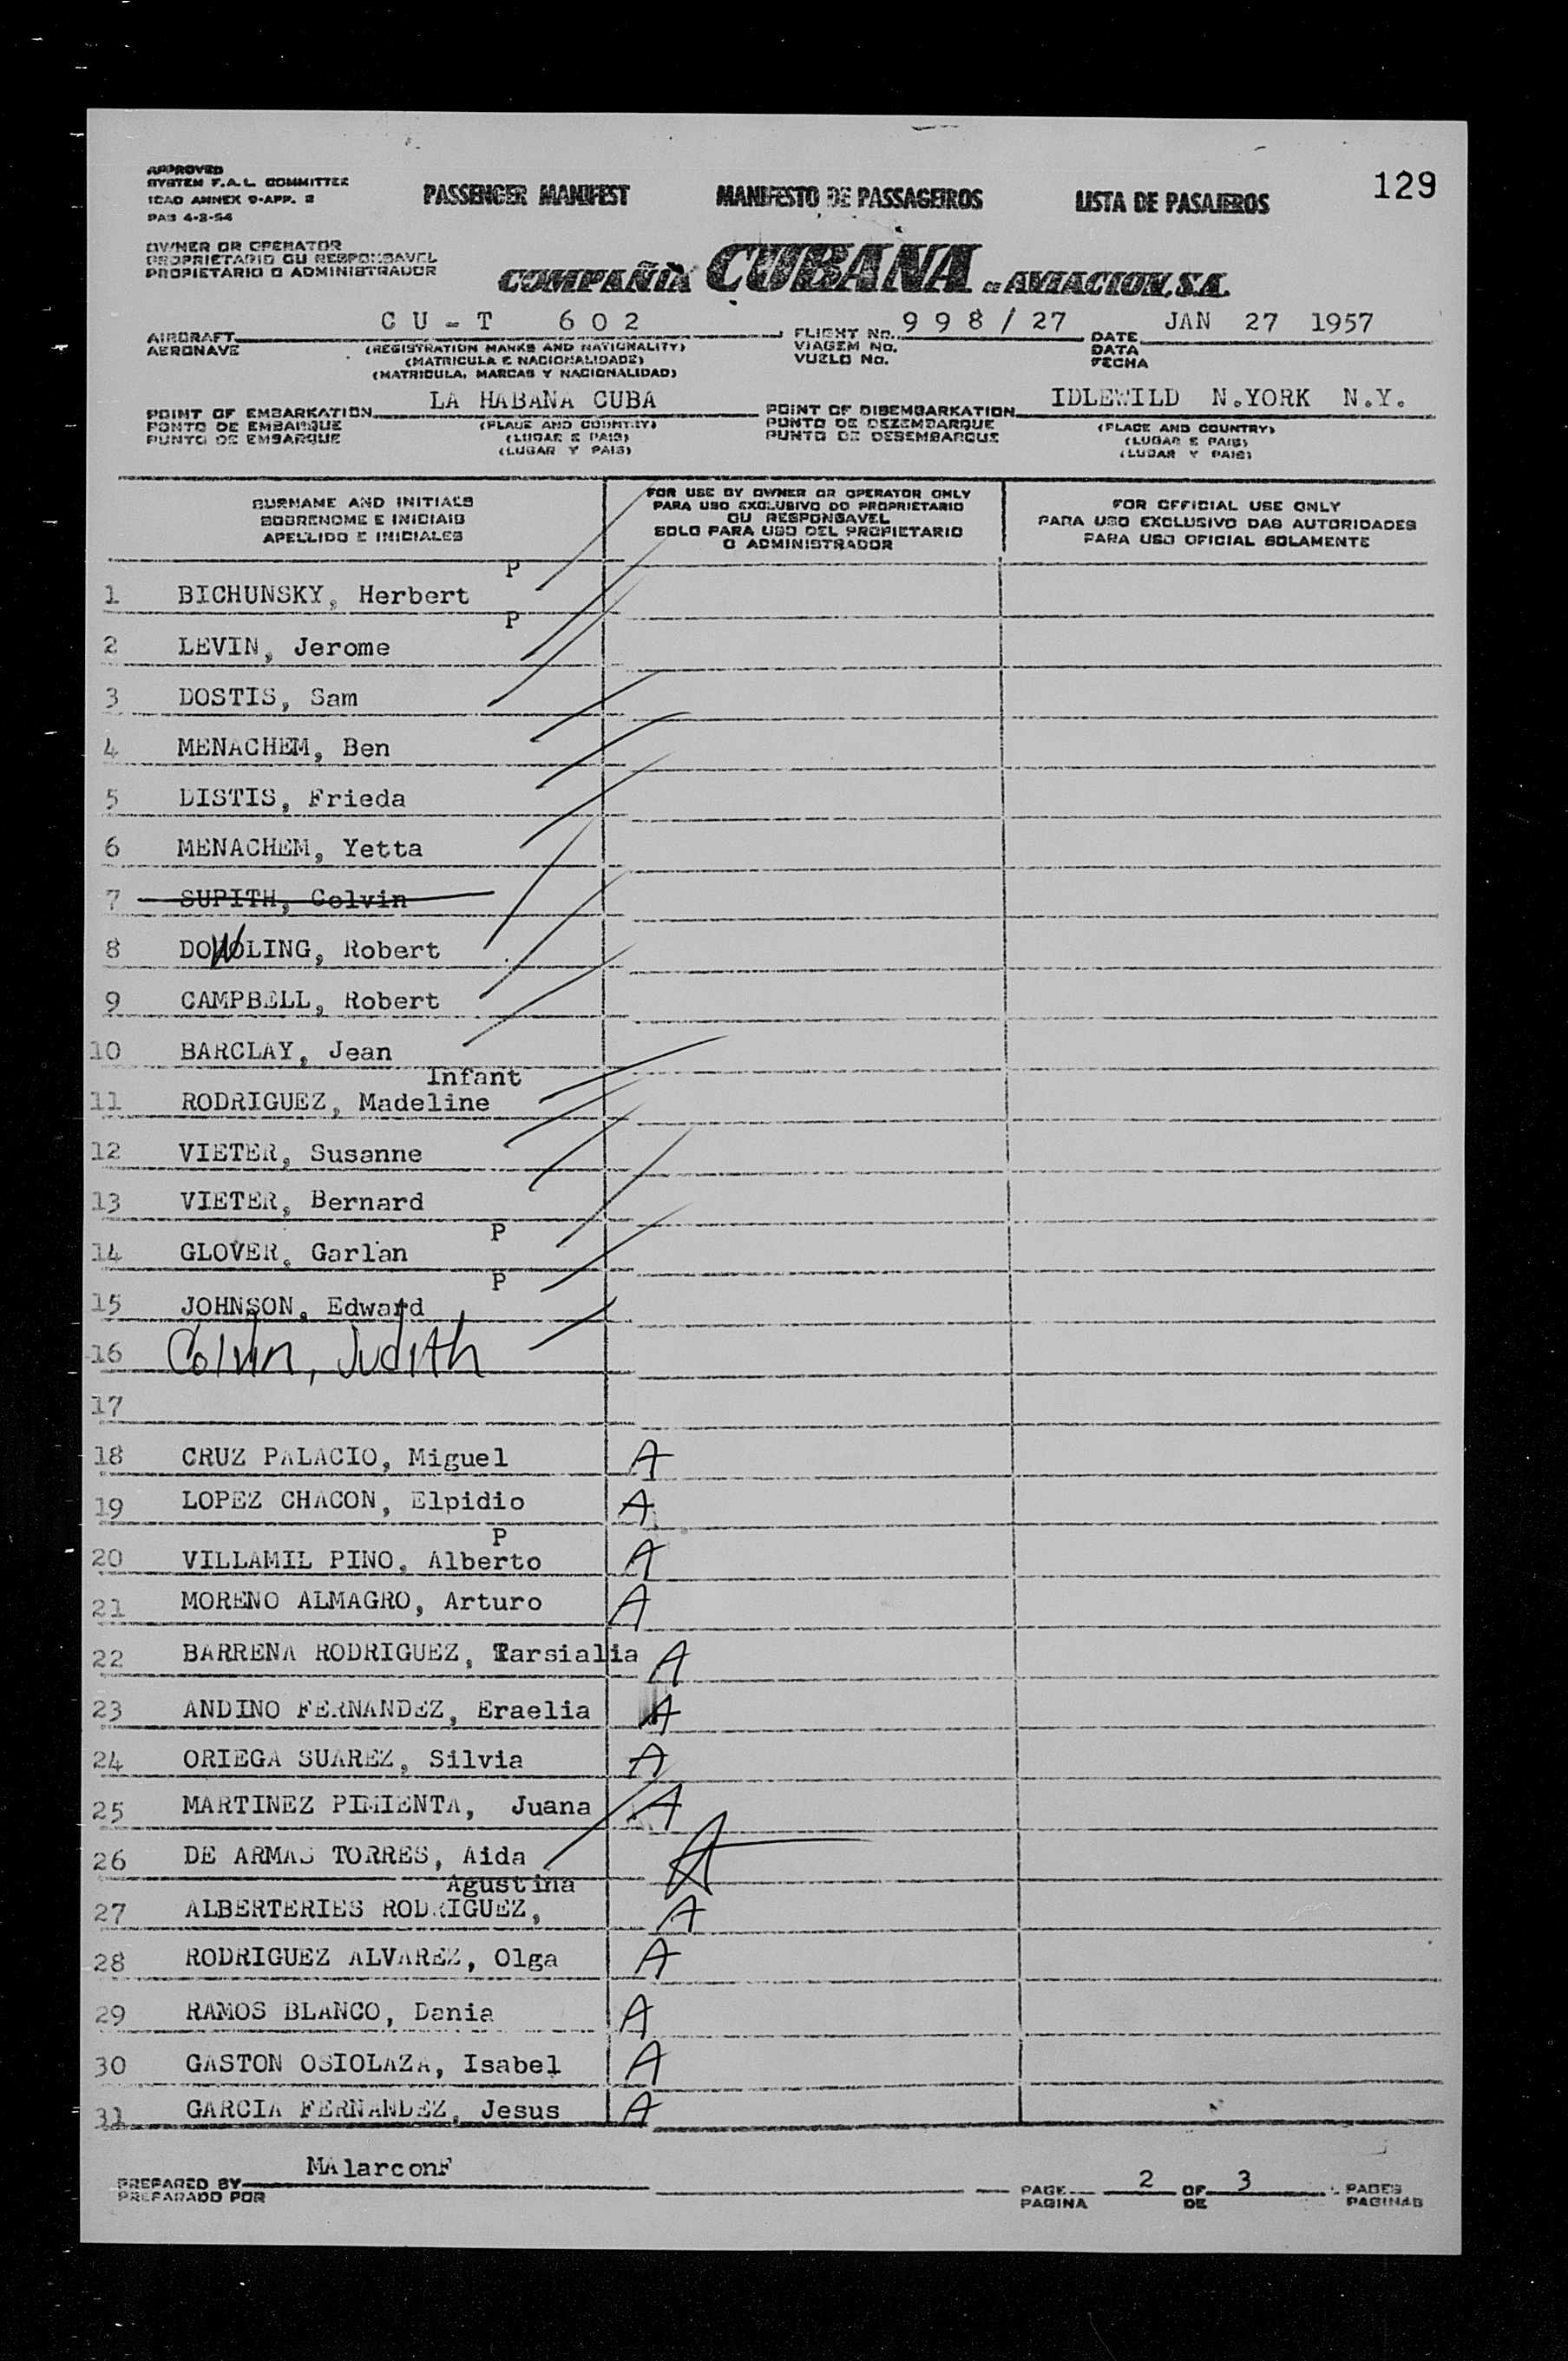 129
APPROVED
SYSTEM F.A.L. COMMITTEE
ICAO ANNEX 9-APP. 2
PAS 4-3-54
PASSENGER MANIFEST MANIFESTO DE PASSAGEIROS LISTA DE PASAJEROS
OWNER OR OPERATOR
PROPRIETARIO OU RESPONSAVEL
PROPIETARIO O ADMINISTRADOR
COMPAÑIA CUBANA DE AVIACION, S.A.
AIRCRAFT CU-T 602 FLIGHT No. 998/27 DATE JAN 27 1957
AERONAVE (REGISTRATION MARKS AND NATIONALITY) VIAGEM No. DATA
(MATRICULA E NACIONALIDADE) VUELO No. FECHA
(MATRICULA, MARCAS Y NACIONALIDAD)
POINT OF EMBARKATION LA HABANA CUBA POINT OF DISEMBARKATION IDLEWILD N.YORK N.Y.
PONTO DE EMBARQUE (PLACE AND COUNTRY) PONTO DE DEZEMBARQUE (PLACE AND COUNTRY)
PUNTO DE EMBARQUE (LUGAR E PAIS) PUNTO DE DESEMBARQUE (LUGAR E PAIS)
(LUGAR Y PAIS) (LUGAR Y PAIS)
SURNAME AND INITIALS
SOBRENOME E INICIAIS
APELLIDO E INICIALES
FOR USE BY OWNER OR OPERATOR ONLY
PARA USO EXCLUSIVO DO PROPRIETARIO
OU RESPONSAVEL
SOLO PARA USO DEL PROPIETARIO
O ADMINISTRADOR
FOR OFFICIAL USE ONLY
PARA USO EXCLUSIVO DAS AUTORIDADES
PARA USO OFICIAL SOLAMENTE
P
1 BICHUNSKY, Herbert
P
2 LEVIN, Jerome
3 DOSTIS, Sam
4 MENACHEM, Ben
5 DISTIS, Frieda
6 MENACHEM, Yetta
7 SUPITH, Colvin
8 DOWOLING, Robert
9 CAMPBELL, Robert
10 BARCLAY, Jean
Infant
11 RODRIGUEZ, Madeline
12 VIETER, Susanne
13 VIETER, Bernard
P
14 GLOVER, Garlan
P
15 JOHNSON, Edward
16 Colvin, Judith
17
18 CRUZ PALACIO, Miguel A
19 LOPEZ CHACON, Elpidio A
P
20 VILLAMIL PINO, Alberto A
21 MORENO ALMAGRO, Arturo A
22 BARRENA RODRIGUEZ, Tarsialia A
23 ANDINO FERNANDEZ, Eraelia A
24 ORIEGA SUAREZ, Silvia A
25 MARTINEZ PIMIENTA, Juana A
26 DE ARMAS TORRES, Aida A
Agustina
27 ALBERTERIES RODRIGUEZ, A
28 RODRIGUEZ ALVAREZ, Olga A
29 RAMOS BLANCO, Dania A
30 GASTON OSIOLAZA, Isabel A
31 GARCIA FERNANDEZ, Jesus A
PREPARED BY MAlarconF PAGE 2 OF 3 PAGES
PREPARADO POR PAGINA DE PAGINAS